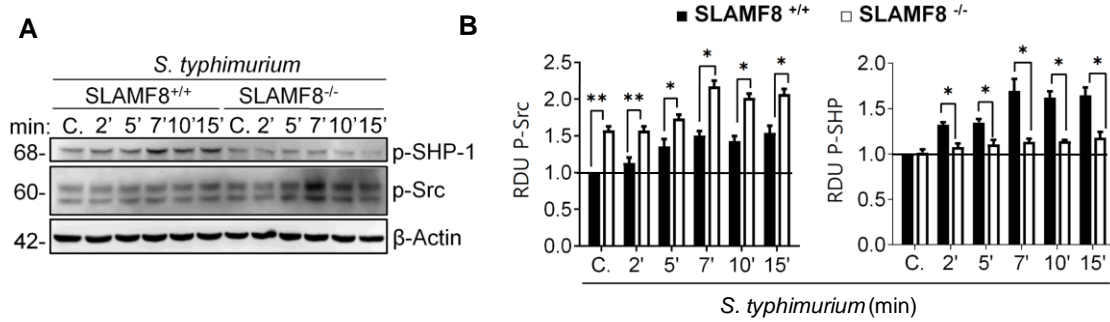 A
S. typhimurium
SLAMF8+/+ SLAMF8-/-
min: C. 2' 5' 7' 10' 15' C. 2' 5' 7' 10' 15'
68- p-SHP-1
60- p-Src
42- β-Actin
B
■ SLAMF8 +/+ □ SLAMF8 -/-
RDU P-Src
2.5
2.0
1.5
1.0
0.5
0.0
** ** * * * *
C. 2' 5' 7' 10' 15'
RDU P-SHP
2.0
1.5
1.0
0.5
0.0
* * * * *
C. 2' 5' 7' 10' 15'
S. typhimurium (min)